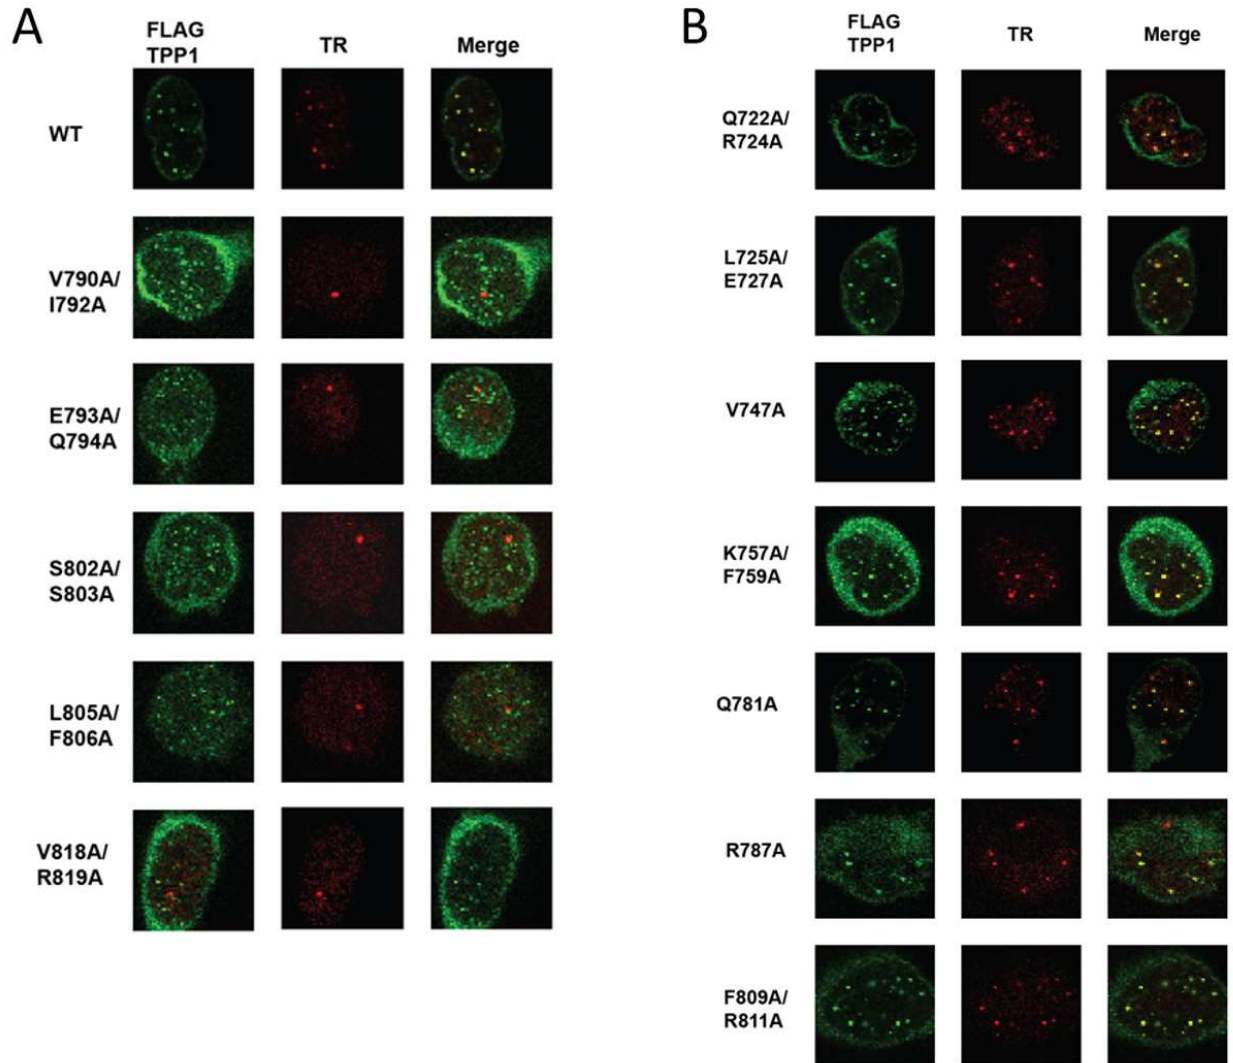 A
FLAG
TPP1
TR
Merge
WT
V790A/
I792A
E793A/
Q794A
S802A/
S803A
L805A/
F806A
V818A/
R819A
B
FLAG
TPP1
TR
Merge
Q722A/
R724A
L725A/
E727A
V747A
K757A/
F759A
Q781A
R787A
F809A/
R811A